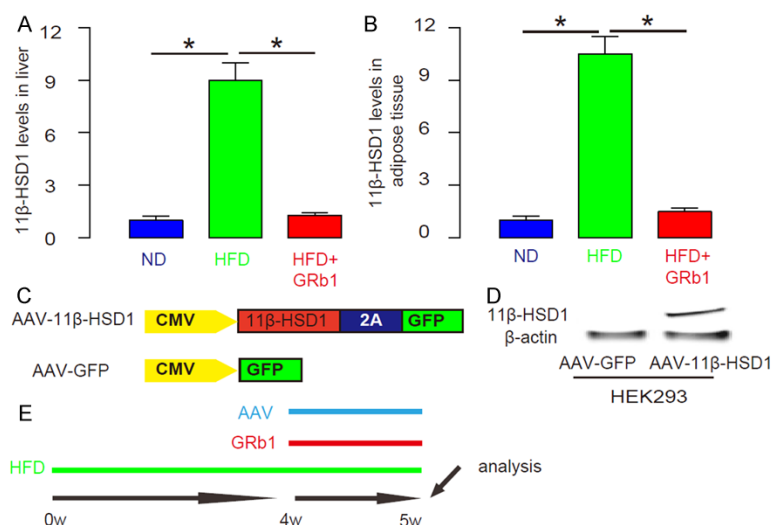 A
11β-HSD1 levels in liver
12
9
6
3
0
*
*
ND
HFD
HFD+
GRb1
B
11β-HSD1 levels in
adipose tissue
12
9
6
3
0
*
*
ND
HFD
HFD+
GRb1
C
AAV-11β-HSD1
CMV
11β-HSD1
2A
GFP
AAV-GFP
CMV
GFP
D
11β-HSD1
β-actin
AAV-GFP
AAV-11β-HSD1
HEK293
E
AAV
GRb1
HFD
analysis
0w
4w
5w